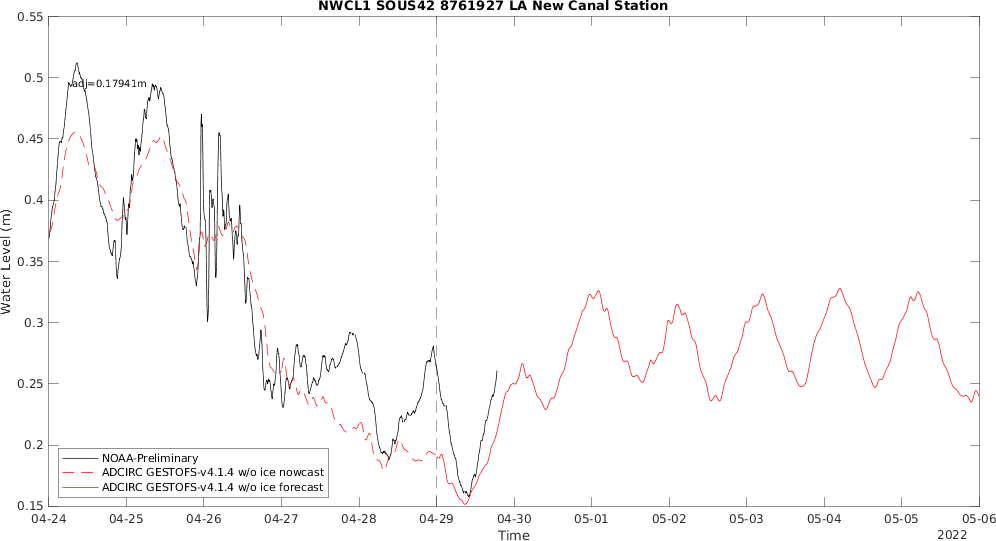 NWCL1 SOUS42 8761927 LA New Canal Station
0.55
0.5
0.45
0.4
0.35
0.3
0.25
0.2
0.15
Water Level (m)
adj=0.17941m
NOAA-Preliminary
ADCIRC GESTOFS-v4.1.4 w/o ice nowcast
ADCIRC GESTOFS-v4.1.4 w/o ice forecast
04-24 04-25 04-26 04-27 04-28 04-29 04-30 05-01 05-02 05-03 05-04 05-05 05-06
Time
2022